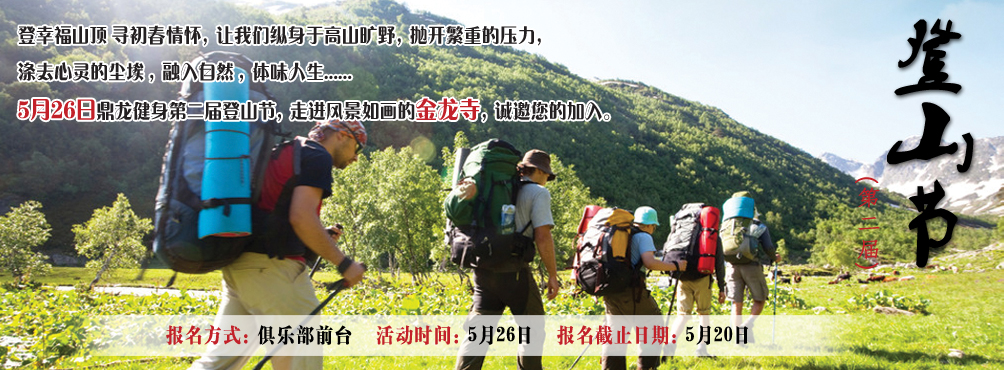 登幸福山顶 寻初春情怀，让我们纵身于高山旷野，抛开繁重的压力，
涤去心灵的尘埃，融入自然，体味人生......
5月26日鼎龙健身第二届登山节，走进风景如画的金龙寺，诚邀您的加入。
登山节
（第二届）
报名方式：俱乐部前台 活动时间：5月26日 报名截止日期：5月20日